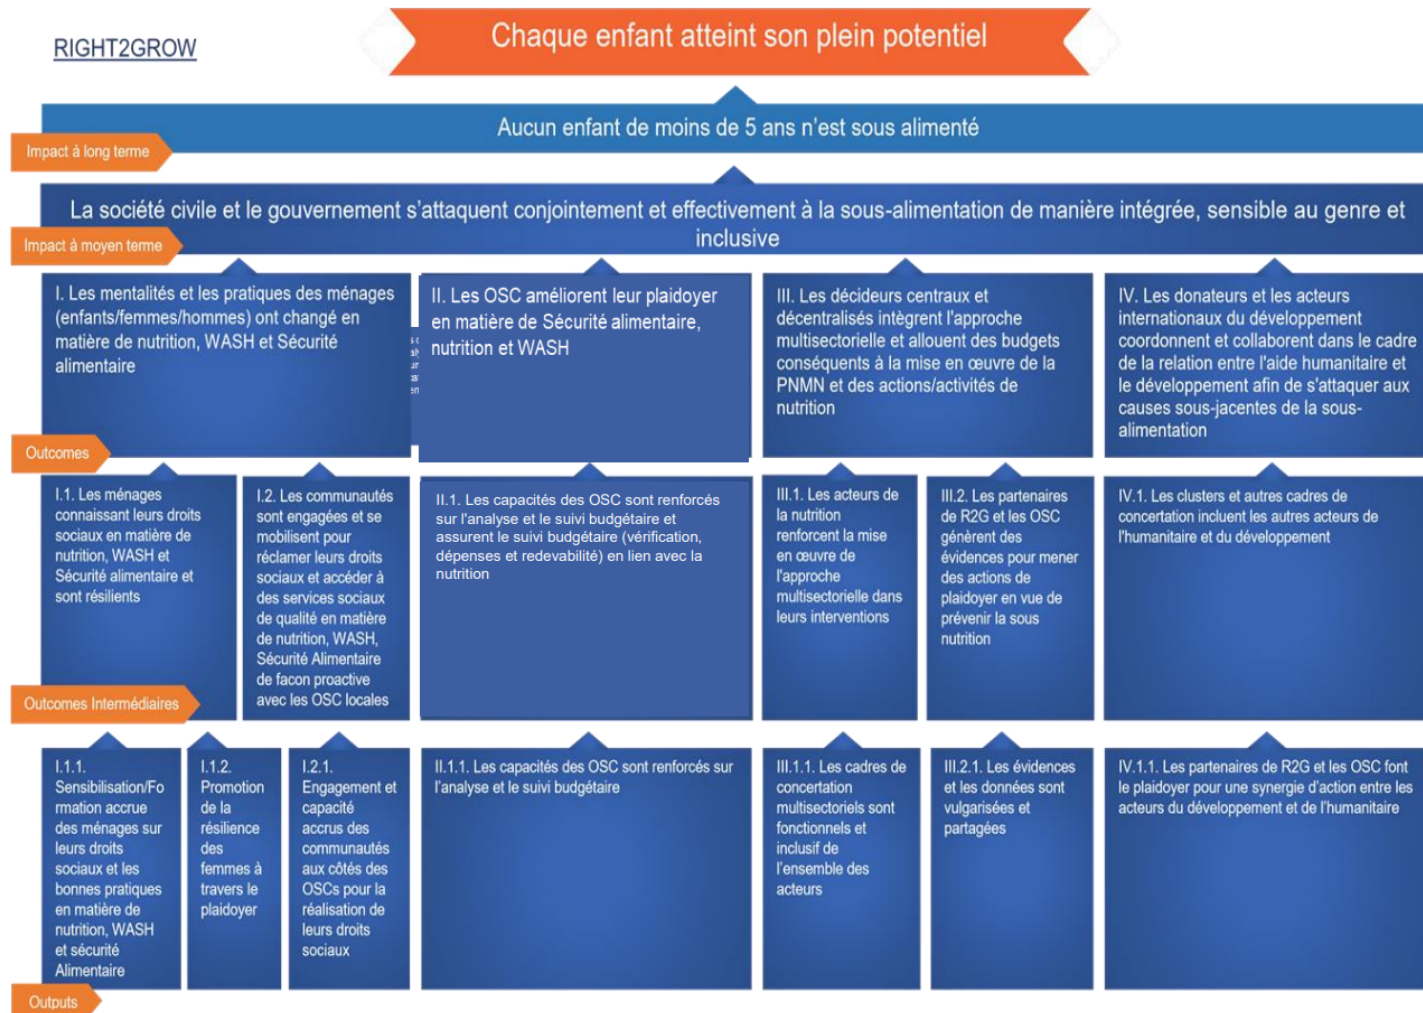 RIGHT2GROW
Chaque enfant atteint son plein potentiel
Aucun enfant de moins de 5 ans n'est sous alimenté
Impact à long terme
La société civile et le gouvernement s'attaquent conjointement et effectivement à la sous-alimentation de manière intégrée, sensible au genre et
inclusive
Impact à moyen terme
I. Les mentalités et les pratiques des ménages
(enfants/femmes/hommes) ont changé en
matière de nutrition, WASH et Sécurité
alimentaire
II. Les OSC améliorent leur plaidoyer
en matière de Sécurité alimentaire,
nutrition et WASH
III. Les décideurs centraux et
décentralisés intègrent l'approche
multisectorielle et allouent des budgets
conséquents à la mise en œuvre de la
PNMN et des actions/activités de
nutrition
IV. Les donateurs et les acteurs
internationaux du développement
coordonnent et collaborent dans le cadre
de la relation entre l'aide humanitaire et
le développement afin de s'attaquer aux
causes sous-jacentes de la sous-
alimentation
Outcomes
I.1. Les ménages
connaissant leurs droits
sociaux en matière de
nutrition, WASH et
Sécurité alimentaire et
sont résilients
I.2. Les communautés
sont engagées et se
mobilisent pour
réclamer leurs droits
sociaux et accéder à
des services sociaux
de qualité en matière
de nutrition, WASH,
Sécurité Alimentaire
de facon proactive
avec les OSC locales
II.1. Les capacités des OSC sont renforcés
sur l'analyse et le suivi budgétaire et
assurent le suivi budgétaire (vérification,
dépenses et redevabilité) en lien avec la
nutrition
III.1. Les acteurs de
la nutrition
renforcent la mise
en œuvre de
l'approche
multisectorielle dans
leurs interventions
III.2. Les partenaires
de R2G et les OSC
génèrent des
évidences pour mener
des actions de
plaidoyer en vue de
prévenir la sous
nutrition
IV.1. Les clusters et autres cadres de
concertation incluent les autres acteurs de
l'humanitaire et du développement
Outcomes Intermédiaires
I.1.1.
Sensibilisation/Fo
rmation accrue
des ménages sur
leurs droits
sociaux et les
bonnes pratiques
en matière de
nutrition, WASH
et sécurité
Alimentaire
I.1.2.
Promotion
de la
résilience
des
femmes à
travers le
plaidoyer
I.2.1.
Engagement et
capacité
accrus des
communautés
aux côtés des
OSCs pour la
réalisation de
leurs droits
sociaux
II.1.1. Les capacités des OSC sont renforcés sur
l'analyse et le suivi budgétaire
III.1.1. Les cadres de
concertation
multisectoriels sont
fonctionnels et
inclusif de
l'ensemble des
acteurs
III.2.1. Les évidences
et les données sont
vulgarisées et
partagées
IV.1.1. Les partenaires de R2G et les OSC font
le plaidoyer pour une synergie d'action entre les
acteurs du développement et de l'humanitaire
Outputs